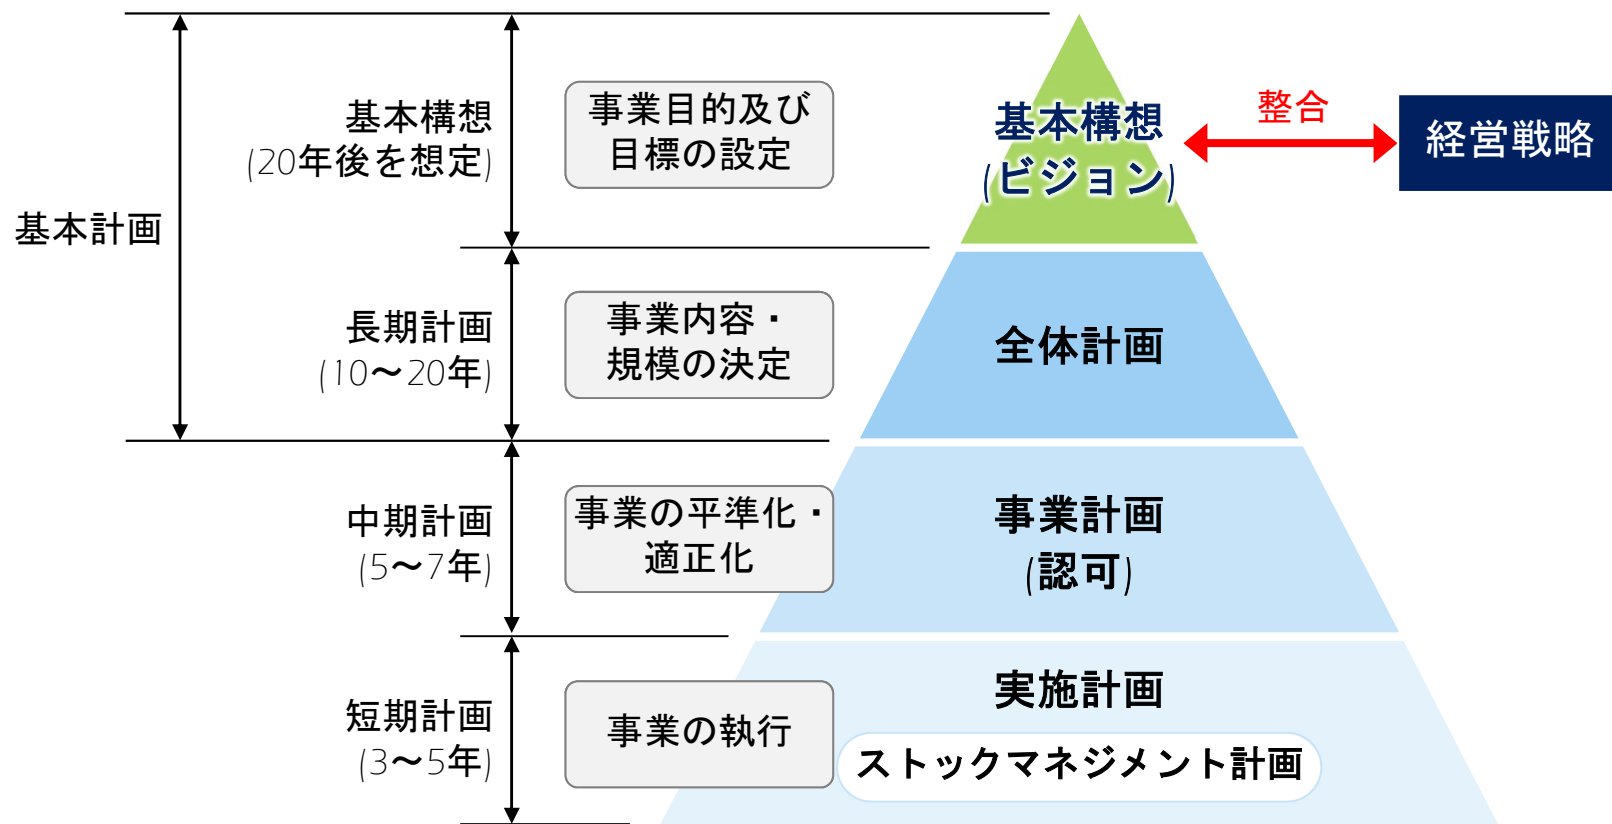 基本計画
基本構想
(20年後を想定)
事業目的及び
目標の設定
基本構想
(ビジョン)
整合
経営戦略
長期計画
(10～20年)
事業内容・
規模の決定
全体計画
中期計画
(5～7年)
事業の平準化・
適正化
事業計画
(認可)
短期計画
(3～5年)
事業の執行
実施計画
ストックマネジメント計画